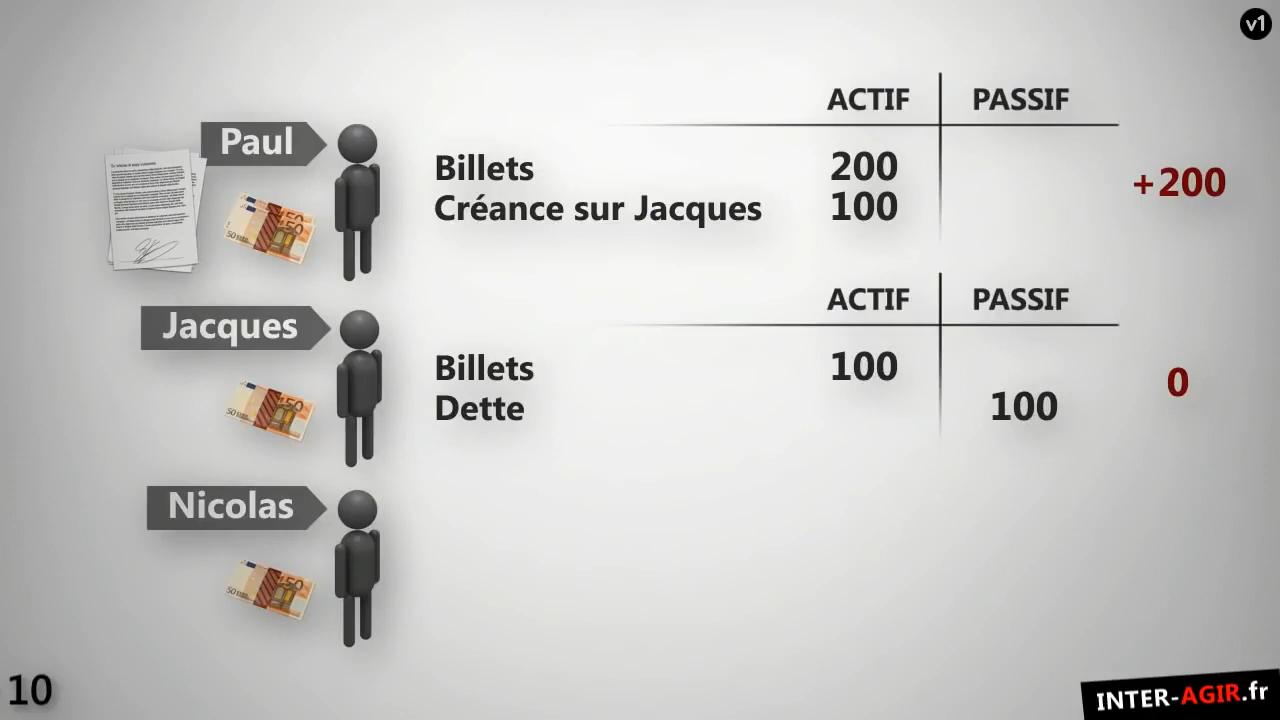 v1
ACTIF PASSIF
Paul
Billets 200
Créance sur Jacques 100
+200
ACTIF PASSIF
Jacques
Billets 100
Dette 100
0
Nicolas
10
INTER-AGIR.fr